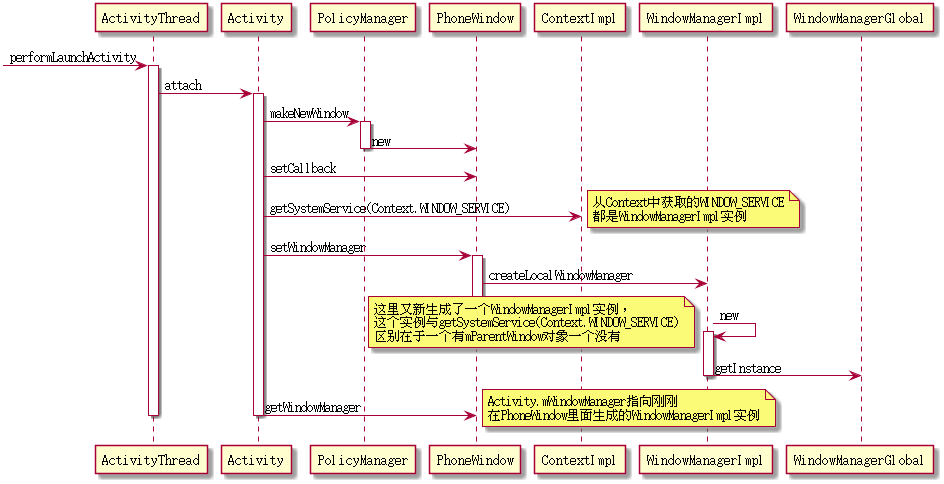 ActivityThread
Activity
PolicyManager
PhoneWindow
ContextImpl
WindowManagerImpl
WindowManagerGlobal
performLaunchActivity
attach
makeNewWindow
new
setCallback
getSystemService(Context.WINDOW_SERVICE)
从Context中获取的WINDOW_SERVICE
都是WindowManagerImpl实例
setWindowManager
createLocalWindowManager
这里又新生成了一个WindowManagerImpl实例，
这个实例与getSystemService(Context.WINDOW_SERVICE)
区别在于一个有mParentWindow对象一个没有
new
getInstance
getWindowManager
Activity.mWindowManager指向刚刚
在PhoneWindow里面生成的WindowManagerImpl实例
ActivityThread
Activity
PolicyManager
PhoneWindow
ContextImpl
WindowManagerImpl
WindowManagerGlobal